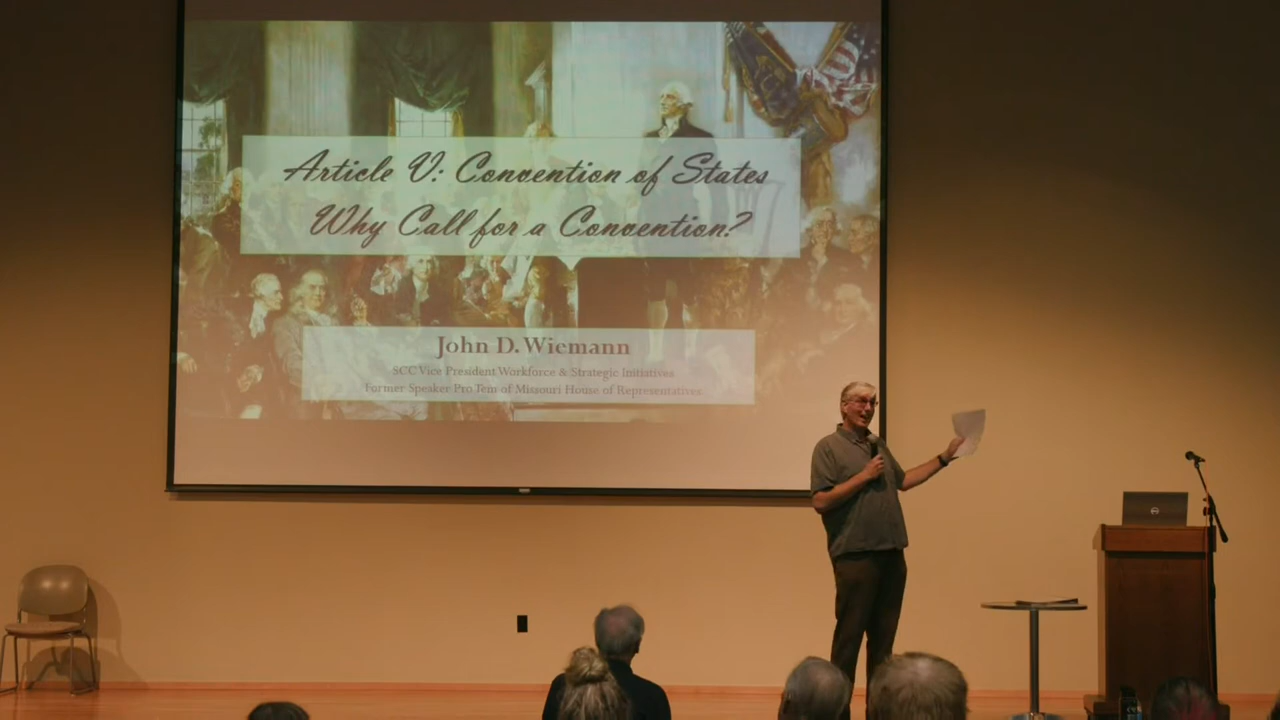 Article V: Convention of States
Why Call for a Convention?
John D. Wiemann
SCC Vice President Workforce & Strategic Initiatives
Former Speaker Pro Tem of Missouri House of Representatives